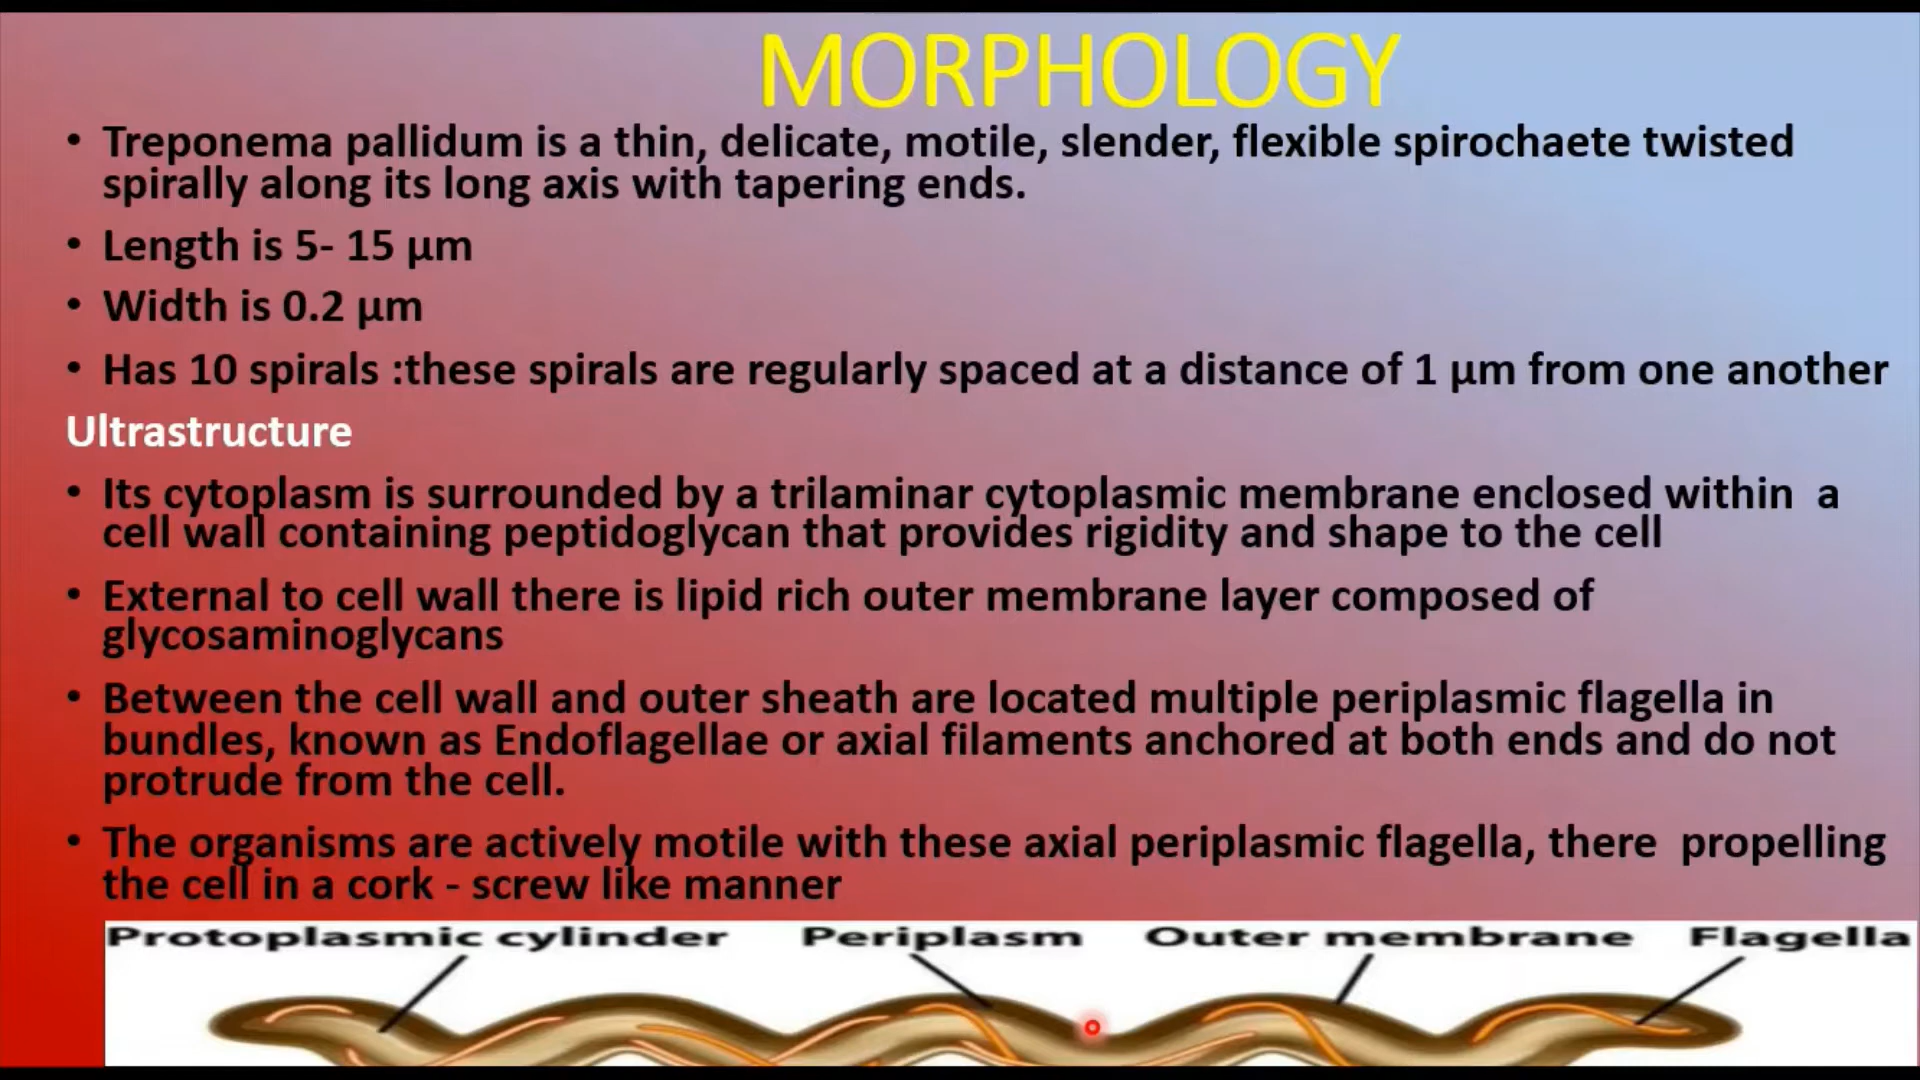 MORPHOLOGY
• Treponema pallidum is a thin, delicate, motile, slender, flexible spirochaete twisted
spirally along its long axis with tapering ends.
• Length is 5- 15 µm
• Width is 0.2 µm
• Has 10 spirals :these spirals are regularly spaced at a distance of 1 µm from one another
Ultrastructure
• Its cytoplasm is surrounded by a trilaminar cytoplasmic membrane enclosed within a
cell wall containing peptidoglycan that provides rigidity and shape to the cell
• External to cell wall there is lipid rich outer membrane layer composed of
glycosaminoglycans
• Between the cell wall and outer sheath are located multiple periplasmic flagella in
bundles, known as Endoflagellae or axial filaments anchored at both ends and do not
protrude from the cell.
• The organisms are actively motile with these axial periplasmic flagella, there propelling
the cell in a cork - screw like manner
Protoplasmic cylinder Periplasm Outer membrane Flagella